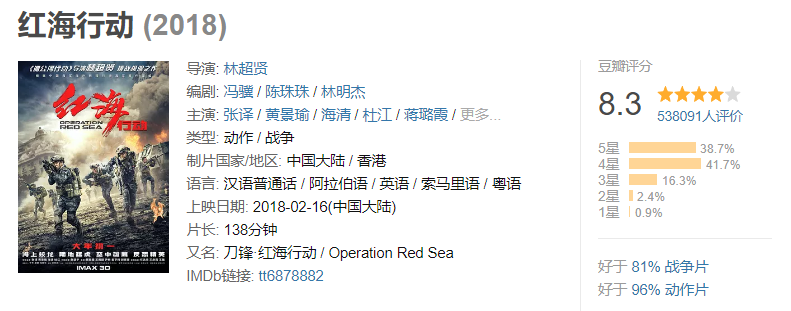 红海行动 (2018)
《湄公河行动》导演林超贤 挑战升级之作
红海行动
OPERATION RED SEA
火军招一
IMAX 3D
导演: 林超贤
编剧: 冯骥 / 陈珠珠 / 林明杰
主演: 张译 / 黄景瑜 / 海清 / 杜江 / 蒋璐霞 / 更多...
类型: 动作 / 战争
制片国家/地区: 中国大陆 / 香港
语言: 汉语普通话 / 阿拉伯语 / 英语 / 索马里语 / 粤语
上映日期: 2018-02-16(中国大陆)
片长: 138分钟
又名: 刀锋·红海行动 / Operation Red Sea
IMDb链接: tt6878882
豆瓣评分
8.3
538091人评价
5星 38.7%
4星 41.7%
3星 16.3%
2星 2.4%
1星 0.9%
好于 81% 战争片
好于 96% 动作片